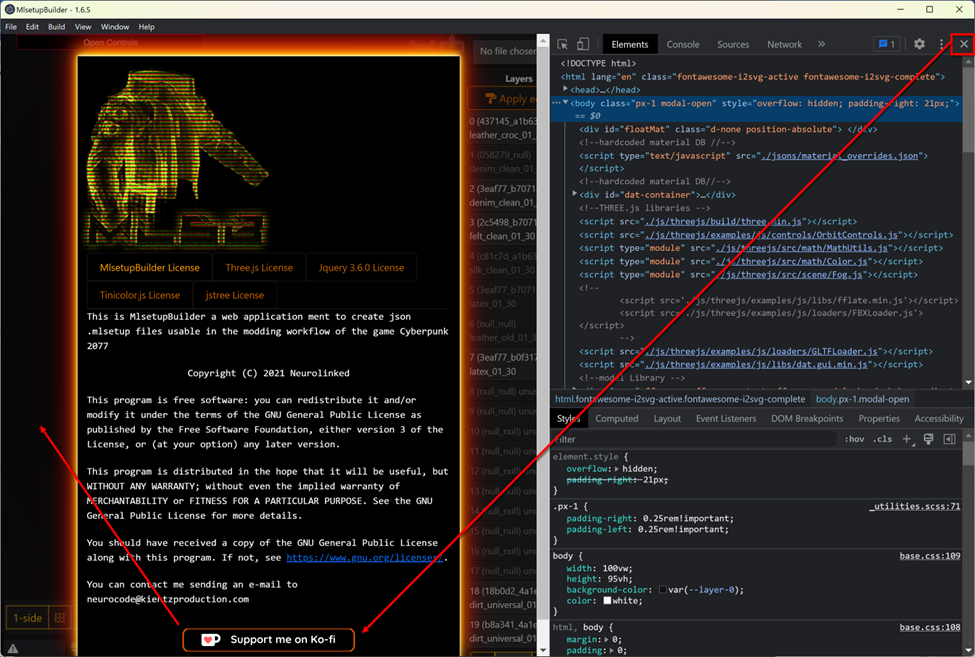 MlsetupBuilder - 1.6.5
File Edit Build View Window Help
Open Controls
No file chosen
Layers
Apply
MlsetupBuilder License
Three.js License
Jquery 3.6.0 License
Tinicolor.js License
jstree License
This is MlsetupBuilder a web application ment to create json
.mlsetup files usable in the modding workflow of the game Cyberpunk
2077
Copyright (C) 2021 Neurolinked
This program is free software: you can redistribute it and/or
modify it under the terms of the GNU General Public License as
published by the Free Software Foundation, either version 3 of the
License, or (at your option) any later version.
This program is distributed in the hope that it will be useful, but
WITHOUT ANY WARRANTY; without even the implied warranty of
MERCHANTABILITY or FITNESS FOR A PARTICULAR PURPOSE. See the GNU
General Public License for more details.
You should have received a copy of the GNU General Public License
along with this program. If not, see https://www.gnu.org/licenses/.
You can contact me sending an e-mail to
neurocode@kientzproduction.com
Support me on Ko-fi
1-side
0 (437145_a1b63
leather_croc_01_
1 (058279_null)
2 (3eaf77_b7071
denim_clean_01_
3 (2c5498_b7071
felt_clean_01_30
4 (c81c7d_a1b63
silk_clean_01_30
5 (null_null)
latex_01_30
6 (null_null)
leather_old_01_3
7 (3eaf77_b0f317
latex_01_30
8 (null_null) unu
9 (null_null) unu
10 (null_null) un
11 (null_null) unu
12 (null_null) unu
13 (null_null) unu
14 (null_null) unu
15 (null_null) unu
16 (null_null) unu
17 (null_null) unu
18 (18b0d2_4a1
dirt_universal_01
19 (b8a341_4a1e
dirt_universal_01
Elements Console Sources Network » 1
<!DOCTYPE html>
<html lang="en" class="fontawesome-i2svg-active fontawesome-i2svg-complete">
<head>…</head>
<body class="px-1 modal-open" style="overflow: hidden; padding-right: 21px;">
== $0
<div id="floatMat" class="d-none position-absolute"> </div>
<!--hardcoded material DB //-->
<script type="text/javascript" src="./jsons/material_overrides.json">
</script>
<!--hardcoded material DB//-->
<div id="dat-container">…</div>
<!--THREE.js libraries -->
<script src="./js/threejs/build/three.min.js"></script>
<script src="./js/threejs/examples/js/controls/OrbitControls.js"></script>
<script type="module" src="./js/threejs/src/math/MathUtils.js"></script>
<script type="module" src="./js/threejs/src/math/Color.js"></script>
<script type="module" src="./js/threejs/src/scene/Fog.js"></script>
<!--
<script src='./js/threejs/examples/js/libs/fflate.min.js'></script>
<script src='./js/threejs/examples/js/loaders/FBXLoader.js'>
</script>
-->
<script src="./js/threejs/examples/js/loaders/GLTFLoader.js"></script>
<script src="./js/threejs/examples/js/libs/dat.gui.min.js"></script>
<!--model Library -->
html.fontawesome-i2svg-active.fontawesome-i2svg-complete body.px-1.modal-open
Styles Computed Layout Event Listeners DOM Breakpoints Properties Accessibility
Filter :hov .cls
element.style {
overflow: hidden;
padding-right: 21px;
}
.px-1 { _utilities.scss:71
padding-right: 0.25rem!important;
padding-left: 0.25rem!important;
}
body { base.css:109
width: 100vw;
height: 95vh;
background-color: var(--layer-0);
color: white;
}
html, body { base.css:108
margin: 0;
padding: 0;